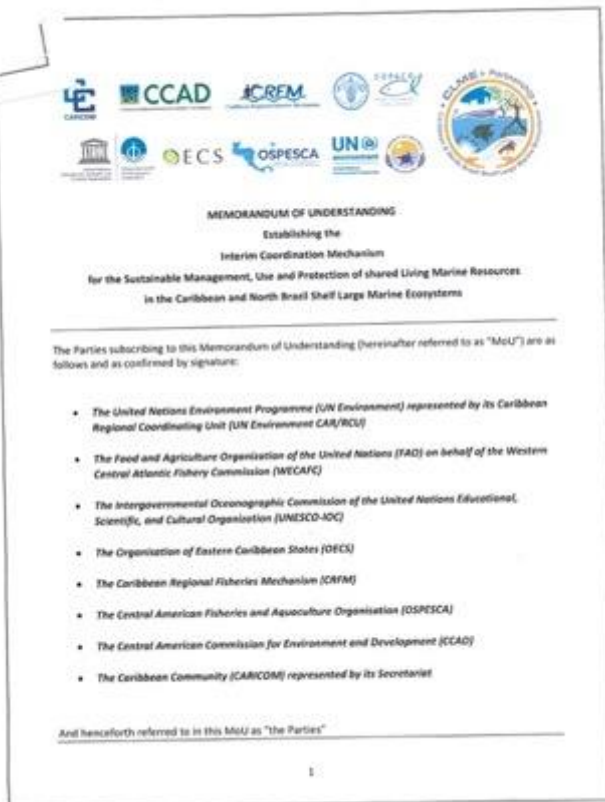 CARICOM
CCAD
CRFM
CLME+ Partnership
OECS
OSPESCA
UN
environment
MEMORANDUM OF UNDERSTANDING
Establishing the
Interim Coordination Mechanism
for the Sustainable Management, Use and Protection of shared Living Marine Resources
in the Caribbean and North Brazil Shelf Large Marine Ecosystems
The Parties subscribing to this Memorandum of Understanding (hereinafter referred to as "MoU") are as
follows and as confirmed by signature:
• The United Nations Environment Programme (UN Environment) represented by its Caribbean
Regional Coordinating Unit (UN Environment CAR/RCU)
• The Food and Agriculture Organization of the United Nations (FAO) on behalf of the Western
Central Atlantic Fishery Commission (WECAFC)
• The Intergovernmental Oceanographic Commission of the United Nations Educational,
Scientific, and Cultural Organization (UNESCO-IOC)
• The Organisation of Eastern Caribbean States (OECS)
• The Caribbean Regional Fisheries Mechanism (CRFM)
• The Central American Fisheries and Aquaculture Organisation (OSPESCA)
• The Central American Commission for Environment and Development (CCAD)
• The Caribbean Community (CARICOM) represented by its Secretariat
And henceforth referred to in this MoU as "the Parties"
1